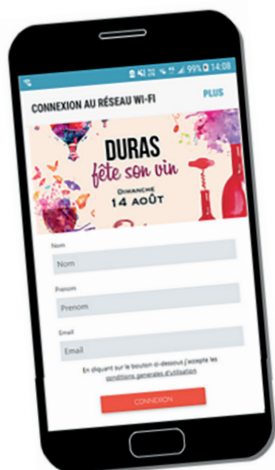 99% 14:08
CONNEXION AU RÉSEAU WI-FI PLUS
DURAS
fête son vin
DIMANCHE
14 AOÛT
Nom
Nom
Prenom
Prenom
Email
Email
En cliquant sur le bouton ci-dessous j'accepte les
conditions generales d'utilisation
CONNEXION